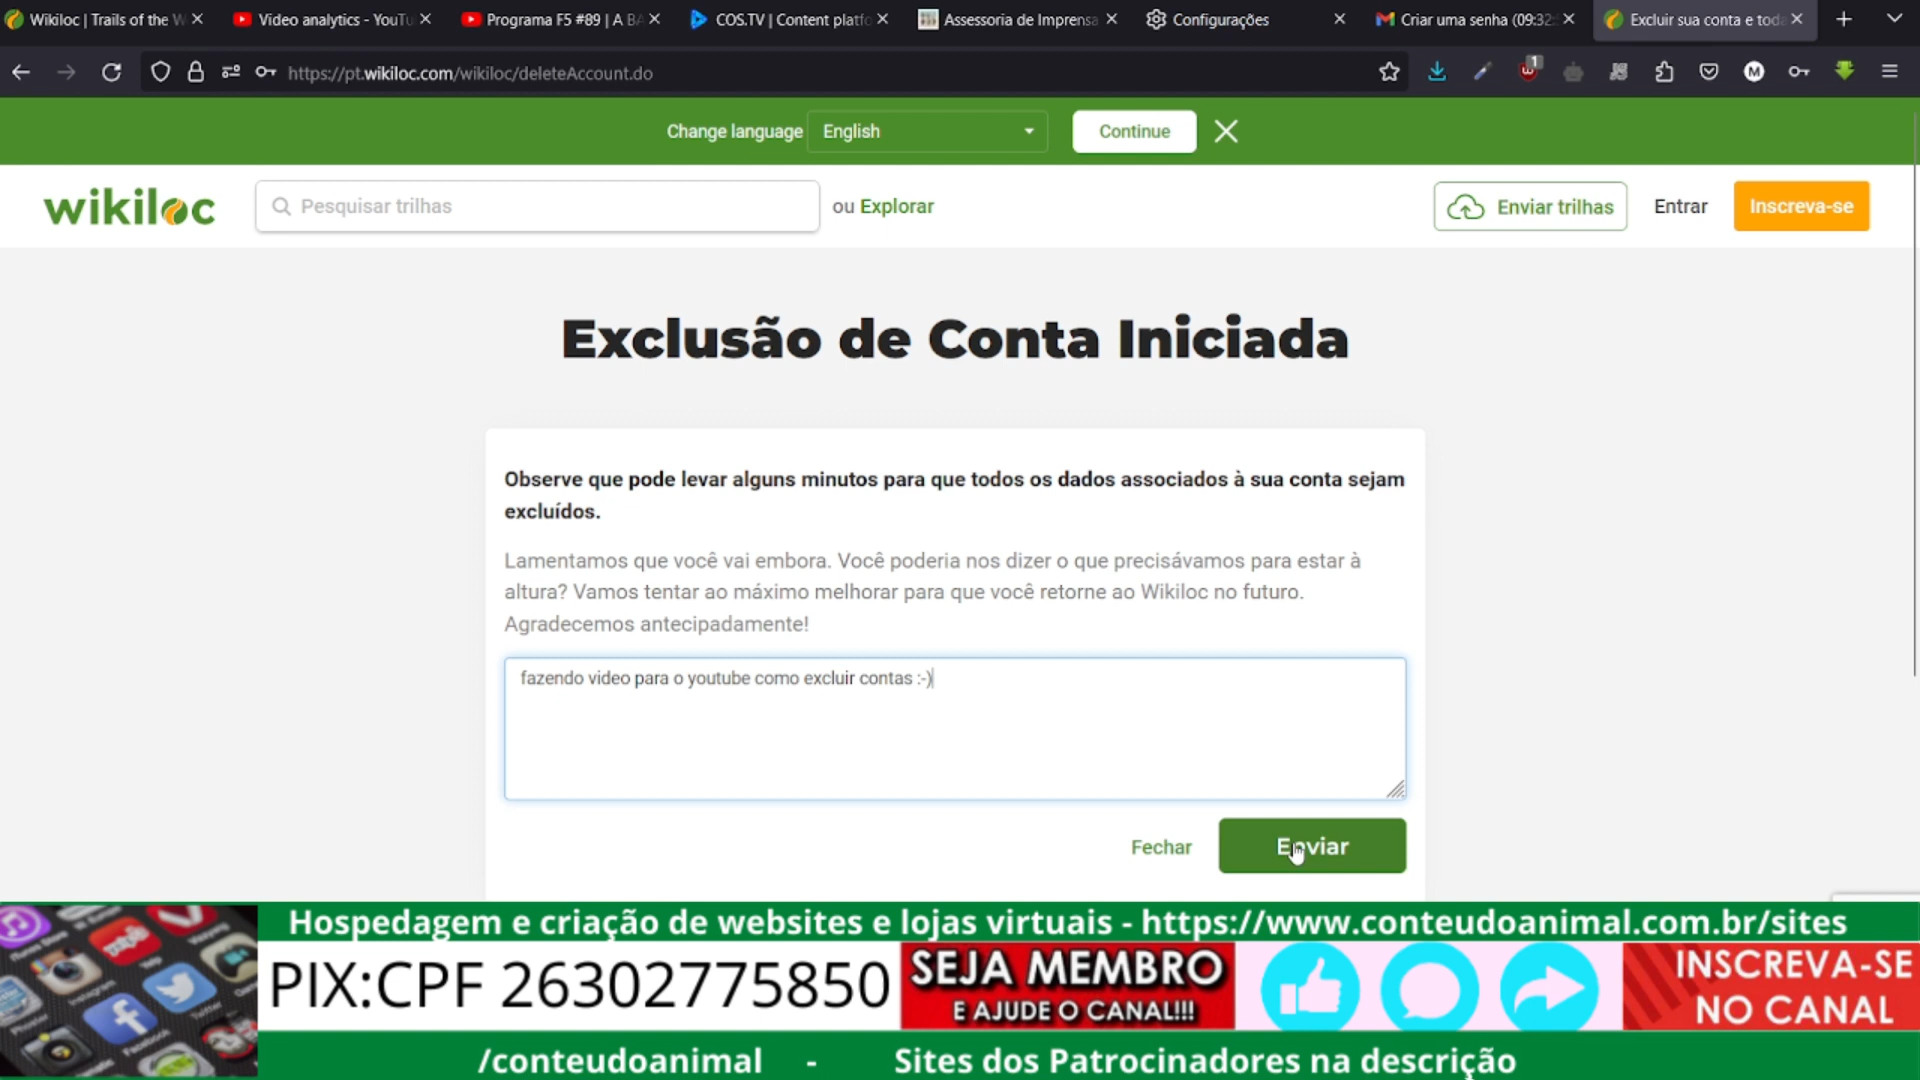 Wikiloc | Trails of the W
Video analytics - YouTu
Programa F5 #89 | A BA
COS.TV | Content platfo
Assessoria de Imprensa
Configurações
Criar uma senha (09:32:
Excluir sua conta e toda
https://pt.wikiloc.com/wikiloc/deleteAccount.do
1
M
Change language English Continue
wikiloc
Pesquisar trilhas
ou Explorar
Enviar trilhas
Entrar
Inscreva-se
Exclusão de Conta Iniciada
Observe que pode levar alguns minutos para que todos os dados associados à sua conta sejam
excluídos.
Lamentamos que você vai embora. Você poderia nos dizer o que precisávamos para estar à
altura? Vamos tentar ao máximo melhorar para que você retorne ao Wikiloc no futuro.
Agradecemos antecipadamente!
fazendo video para o youtube como excluir contas :-)
Fechar
Enviar
Hospedagem e criação de websites e lojas virtuais - https://www.conteudoanimal.com.br/sites
PIX:CPF 26302775850
SEJA MEMBRO
E AJUDE O CANAL!!!
INSCREVA-SE
NO CANAL
/conteudoanimal - Sites dos Patrocinadores na descrição